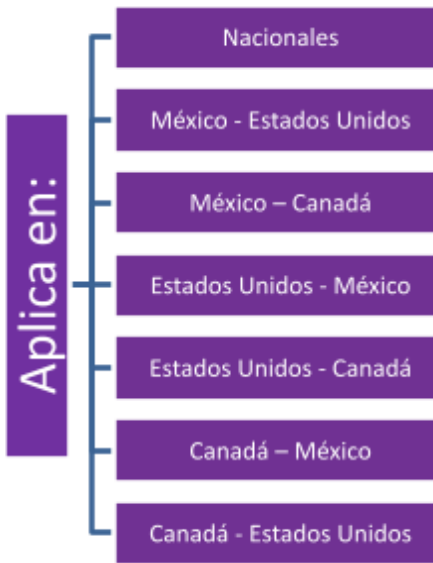 Aplica en:
Nacionales
México - Estados Unidos
México – Canadá
Estados Unidos - México
Estados Unidos - Canadá
Canadá – México
Canadá - Estados Unidos